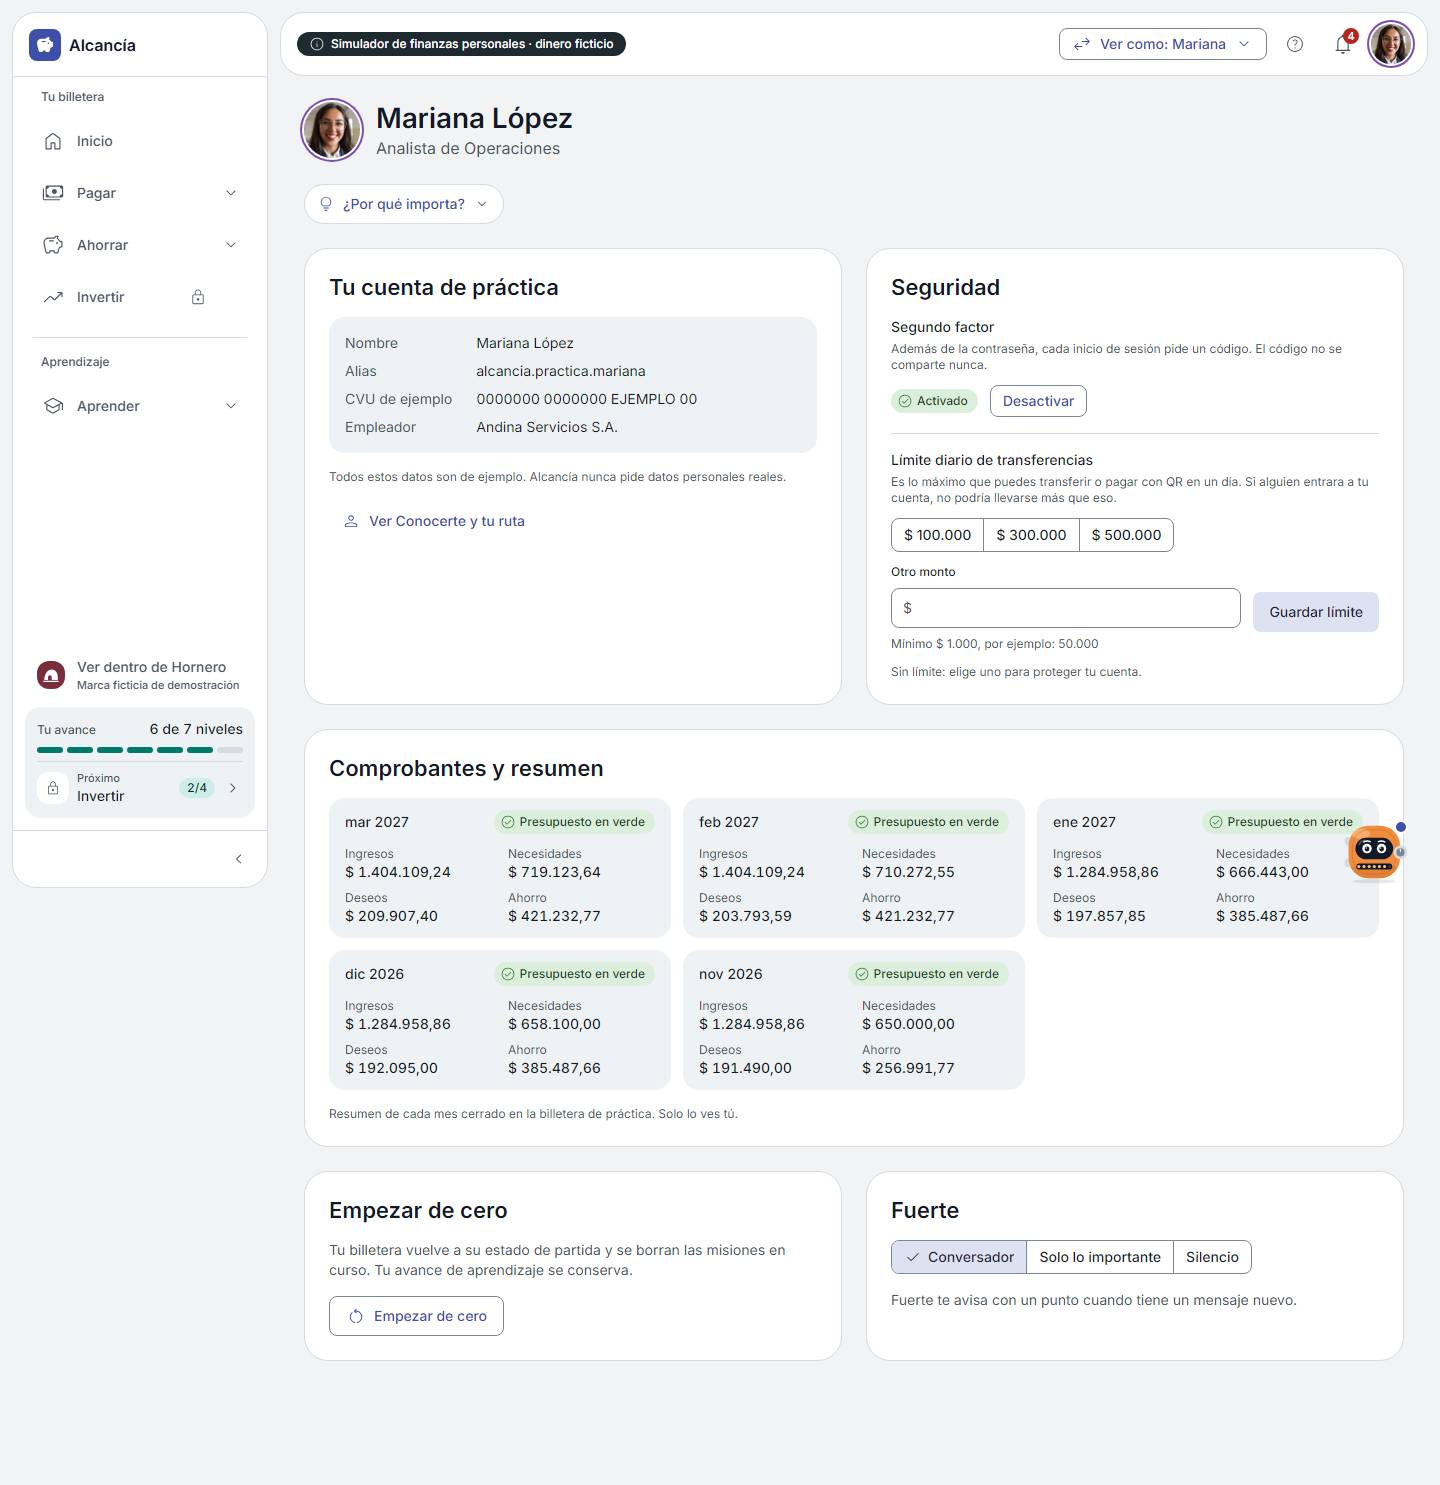 Alcancía
Simulador de finanzas personales · dinero ficticio
Ver como: Mariana
4
Tu billetera
Inicio
Pagar
Ahorrar
Invertir
Aprendizaje
Aprender
Ver dentro de Hornero
Marca ficticia de demostración
Tu avance
6 de 7 niveles
Próximo
Invertir
2/4
Mariana López
Analista de Operaciones
¿Por qué importa?
Tu cuenta de práctica
Nombre Mariana López
Alias alcancia.practica.mariana
CVU de ejemplo 0000000 0000000 EJEMPLO 00
Empleador Andina Servicios S.A.
Todos estos datos son de ejemplo. Alcancía nunca pide datos personales reales.
Ver Conocerte y tu ruta
Seguridad
Segundo factor
Además de la contraseña, cada inicio de sesión pide un código. El código no se
comparte nunca.
Activado
Desactivar
Límite diario de transferencias
Es lo máximo que puedes transferir o pagar con QR en un día. Si alguien entrara a tu
cuenta, no podría llevarse más que eso.
$ 100.000 $ 300.000 $ 500.000
Otro monto
$
Guardar límite
Mínimo $ 1.000, por ejemplo: 50.000
Sin límite: elige uno para proteger tu cuenta.
Comprobantes y resumen
mar 2027 Presupuesto en verde
Ingresos Necesidades
$ 1.404.109,24 $ 719.123,64
Deseos Ahorro
$ 209.907,40 $ 421.232,77
feb 2027 Presupuesto en verde
Ingresos Necesidades
$ 1.404.109,24 $ 710.272,55
Deseos Ahorro
$ 203.793,59 $ 421.232,77
ene 2027 Presupuesto en verde
Ingresos Necesidades
$ 1.284.958,86 $ 666.443,00
Deseos Ahorro
$ 197.857,85 $ 385.487,66
dic 2026 Presupuesto en verde
Ingresos Necesidades
$ 1.284.958,86 $ 658.100,00
Deseos Ahorro
$ 192.095,00 $ 385.487,66
nov 2026 Presupuesto en verde
Ingresos Necesidades
$ 1.284.958,86 $ 650.000,00
Deseos Ahorro
$ 191.490,00 $ 256.991,77
Resumen de cada mes cerrado en la billetera de práctica. Solo lo ves tú.
Empezar de cero
Tu billetera vuelve a su estado de partida y se borran las misiones en
curso. Tu avance de aprendizaje se conserva.
Empezar de cero
Fuerte
Conversador Solo lo importante Silencio
Fuerte te avisa con un punto cuando tiene un mensaje nuevo.